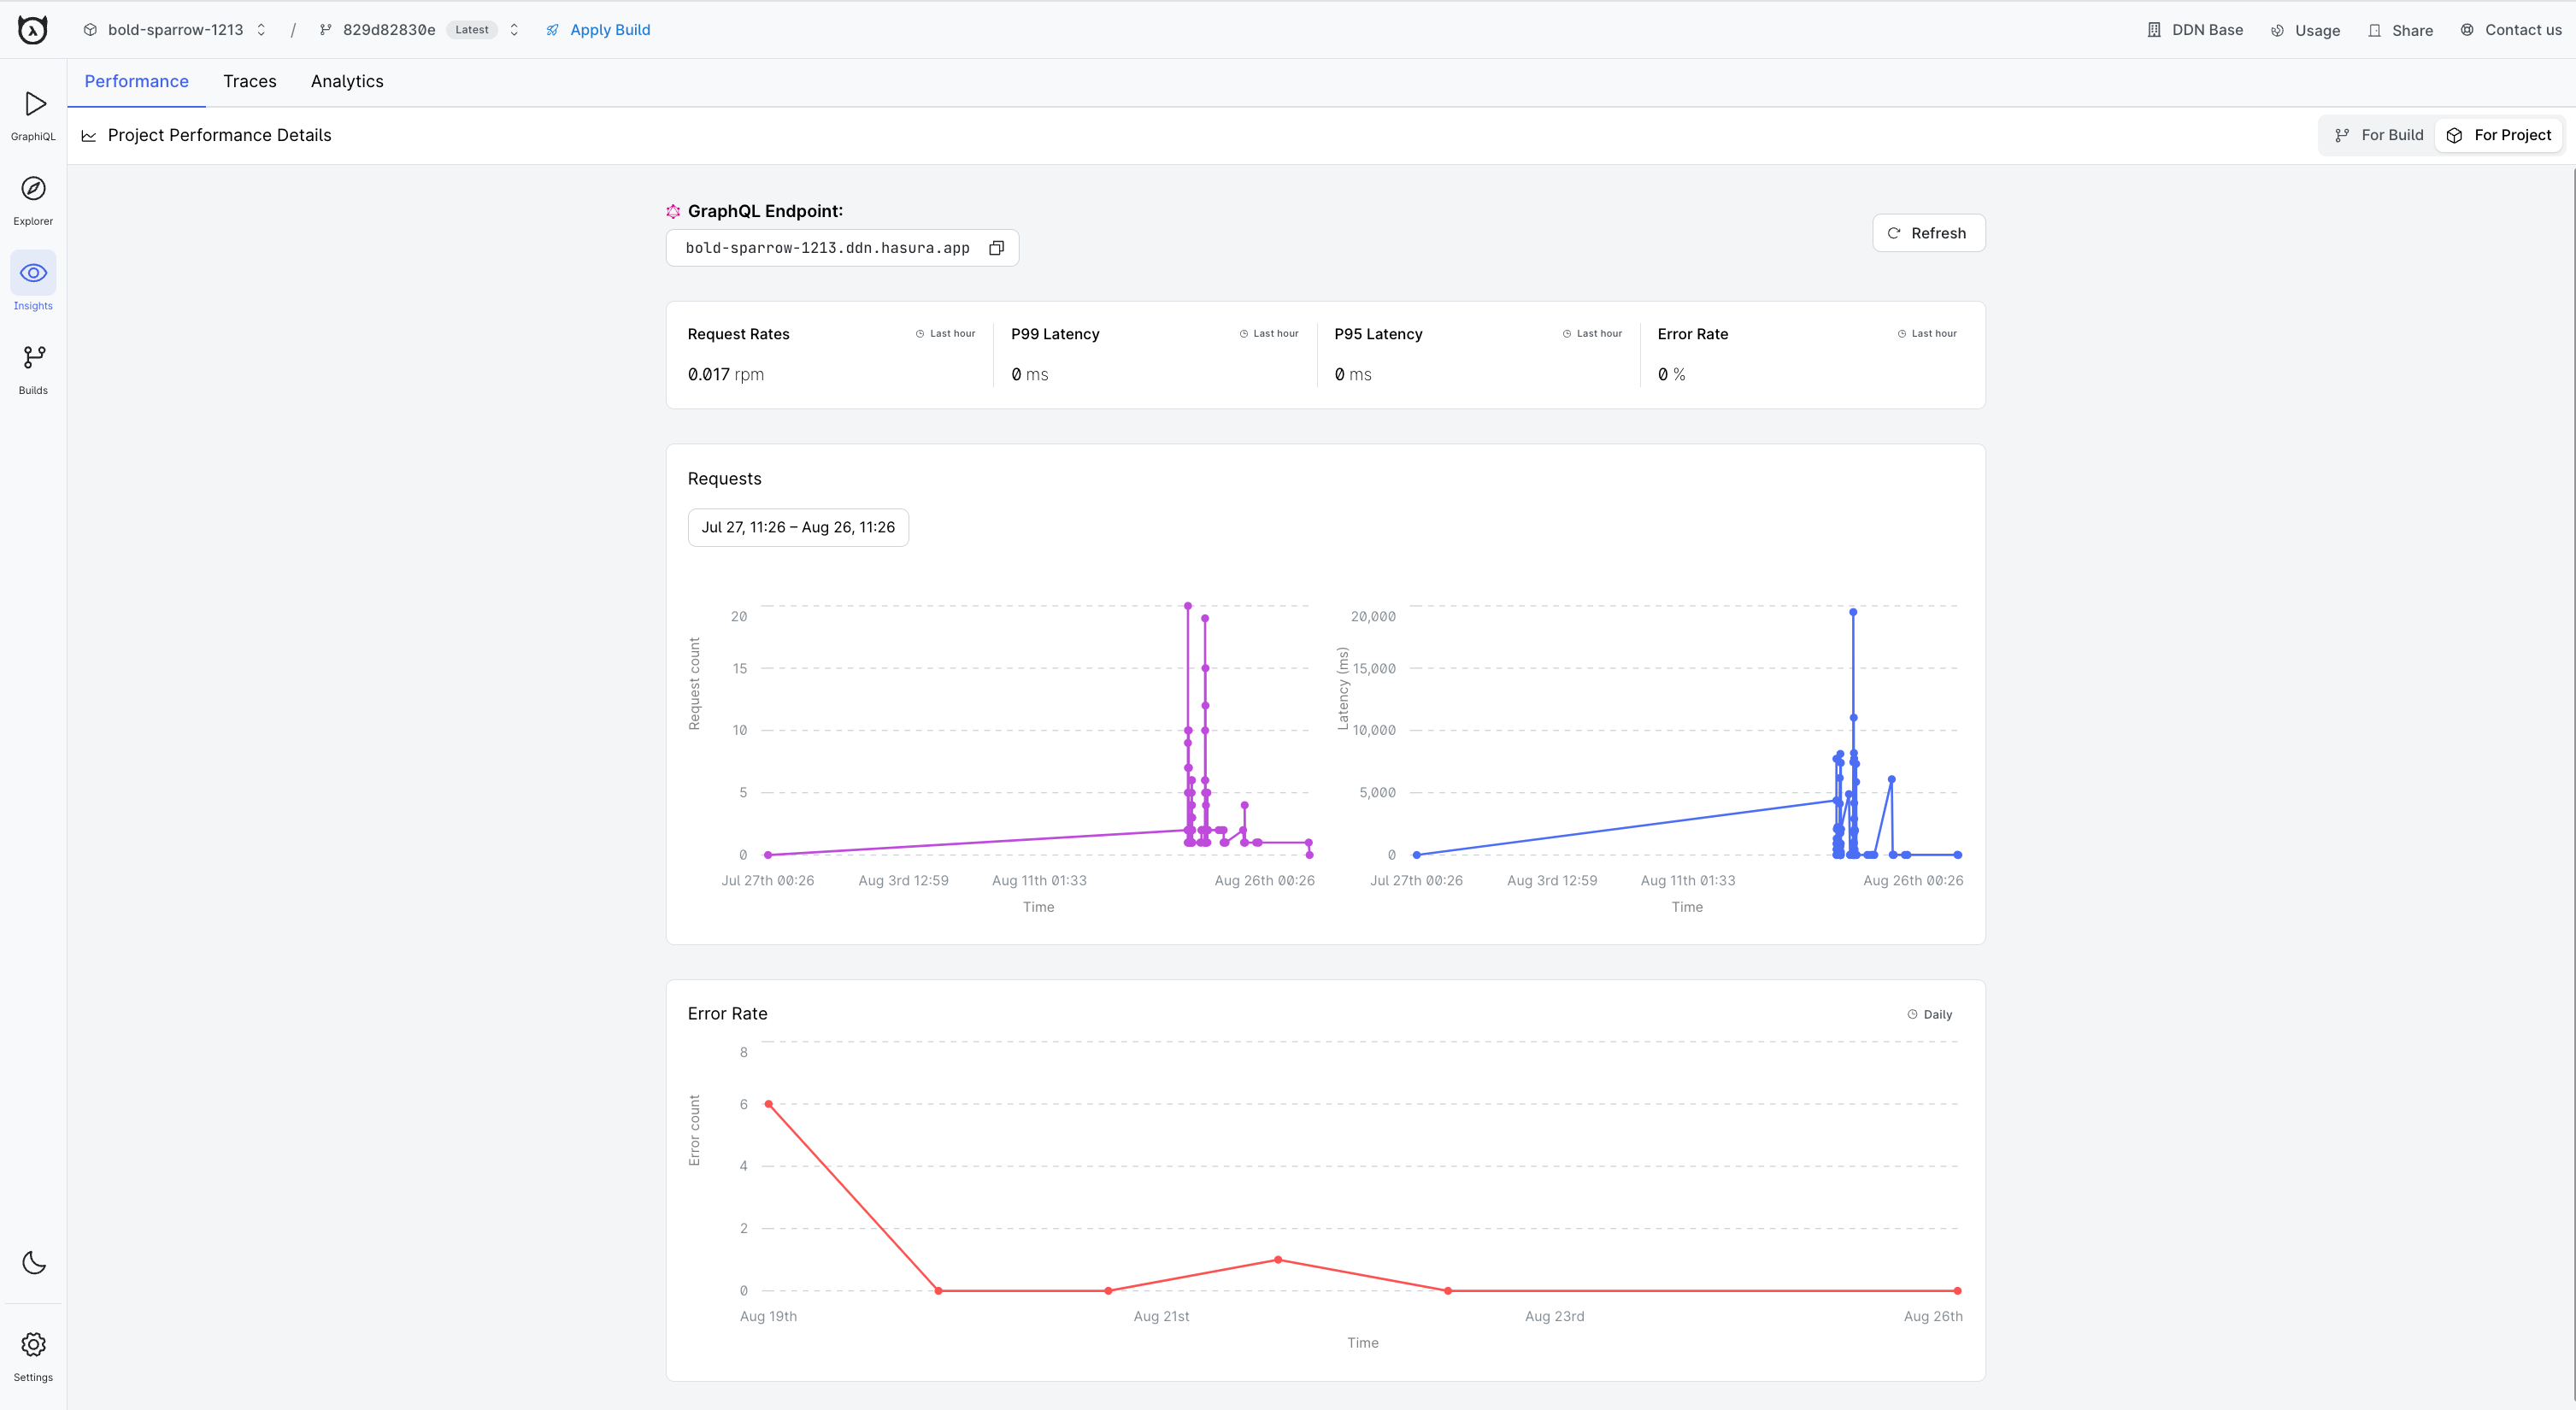 bold-sparrow-1213 / 829d82830e Latest Apply Build DDN Base Usage Share Contact us
Performance Traces Analytics
Project Performance Details For Build For Project
GraphiQL
Explorer
Insights
Builds
Settings
GraphQL Endpoint:
bold-sparrow-1213.ddn.hasura.app
Refresh
Request Rates Last hour
0.017 rpm
P99 Latency Last hour
0 ms
P95 Latency Last hour
0 ms
Error Rate Last hour
0 %
Requests
Jul 27, 11:26 – Aug 26, 11:26
Request count
20
15
10
5
0
Jul 27th 00:26 Aug 3rd 12:59 Aug 11th 01:33 Aug 26th 00:26
Time
Latency (ms)
20,000
15,000
10,000
5,000
0
Jul 27th 00:26 Aug 3rd 12:59 Aug 11th 01:33 Aug 26th 00:26
Time
Error Rate Daily
Error count
8
6
4
2
0
Aug 19th Aug 21st Aug 23rd Aug 26th
Time